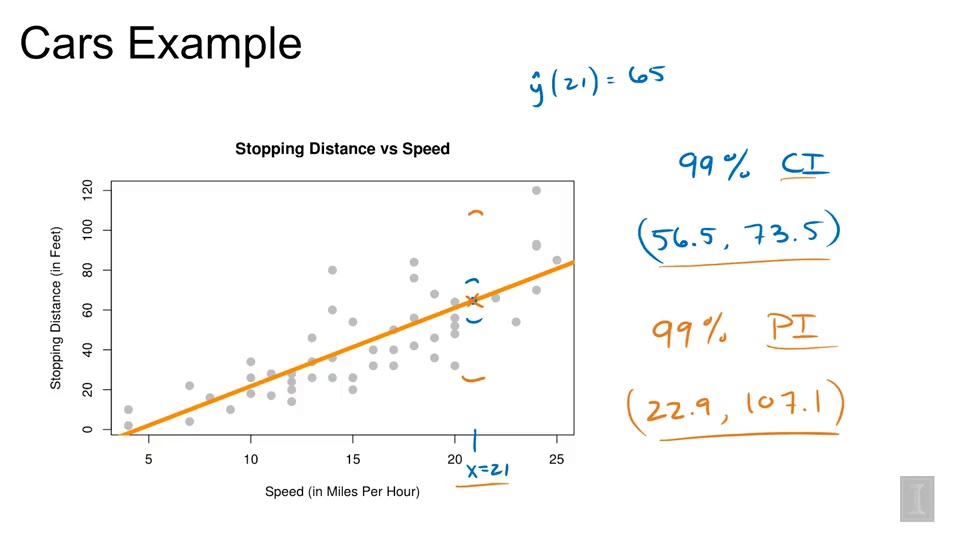 Cars Example
ŷ(21) = 65
Stopping Distance vs Speed
99% CI
(56.5, 73.5)
99% PI
(22.9, 107.1)
Stopping Distance (in Feet)
120
100
80
60
40
20
0
5 10 15 20 25
x=21
Speed (in Miles Per Hour)
I